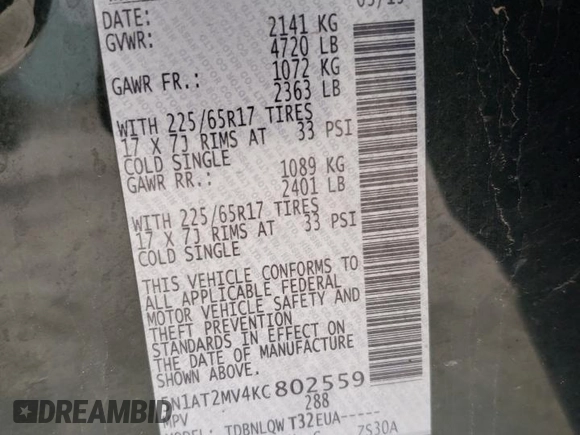 DATE:
GVWR: 2141 KG
4720 LB
GAWR FR.: 1072 KG
2363 LB
WITH 225/65R17 TIRES
17 X 7J RIMS AT 33 PSI
COLD SINGLE
GAWR RR.: 1089 KG
2401 LB
WITH 225/65R17 TIRES
17 X 7J RIMS AT 33 PSI
COLD SINGLE
THIS VEHICLE CONFORMS TO
ALL APPLICABLE FEDERAL
MOTOR VEHICLE SAFETY AND
THEFT PREVENTION
STANDARDS IN EFFECT ON
THE DATE OF MANUFACTURE
SHOWN ABOVE.
N1AT2MV4KC802559
MPV 288
MODEL: TDBNLQW T32EUA-----
7S30A
DREAMBID